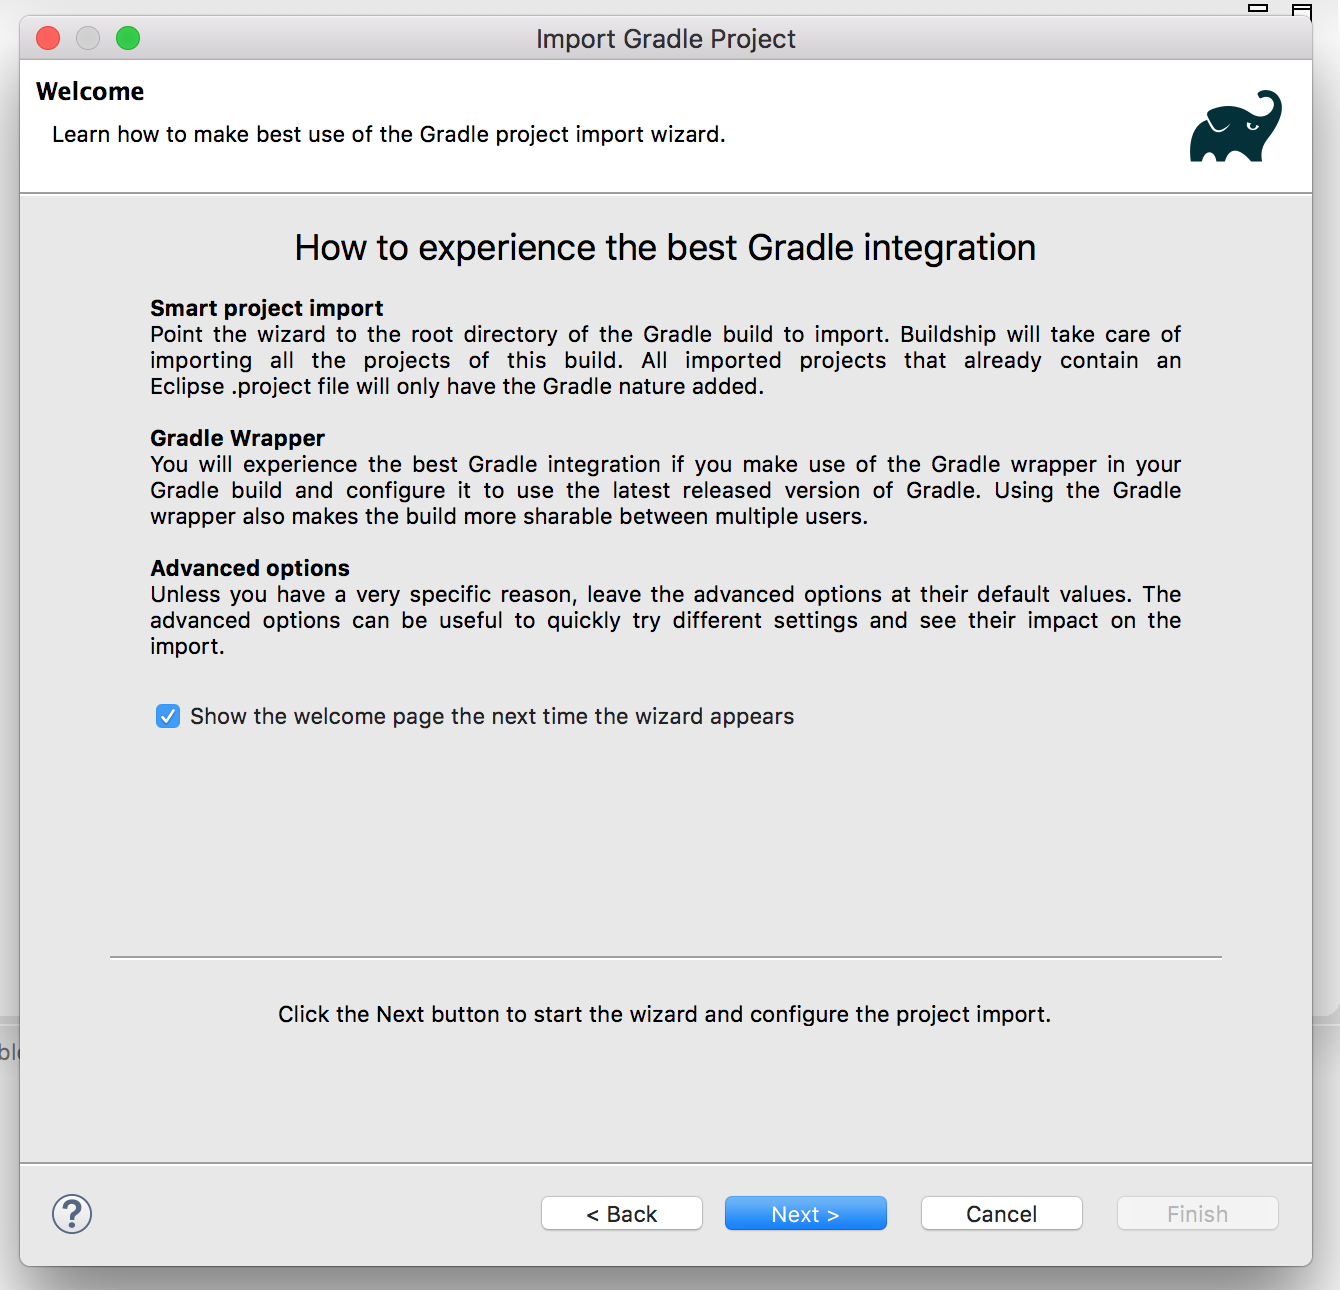 Import Gradle Project
Welcome
Learn how to make best use of the Gradle project import wizard.
How to experience the best Gradle integration
Smart project import
Point the wizard to the root directory of the Gradle build to import. Buildship will take care of
importing all the projects of this build. All imported projects that already contain an
Eclipse .project file will only have the Gradle nature added.
Gradle Wrapper
You will experience the best Gradle integration if you make use of the Gradle wrapper in your
Gradle build and configure it to use the latest released version of Gradle. Using the Gradle
wrapper also makes the build more sharable between multiple users.
Advanced options
Unless you have a very specific reason, leave the advanced options at their default values. The
advanced options can be useful to quickly try different settings and see their impact on the
import.
Show the welcome page the next time the wizard appears
Click the Next button to start the wizard and configure the project import.
? < Back Next > Cancel Finish